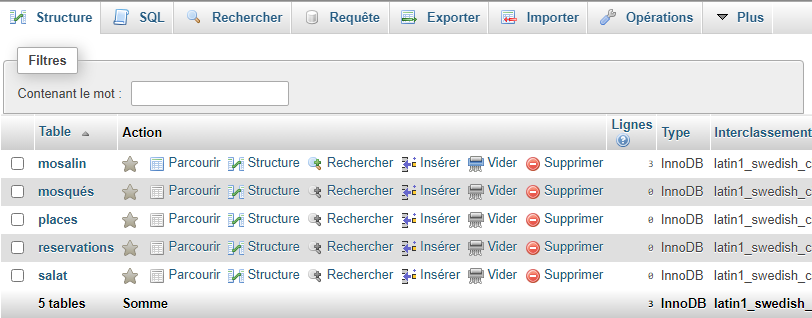 Structure SQL Rechercher Requête Exporter Importer Opérations Plus
Filtres
Contenant le mot :
Table Action Lignes Type Interclassement
mosalin Parcourir Structure Rechercher Insérer Vider Supprimer 3 InnoDB latin1_swedish_c
mosqués Parcourir Structure Rechercher Insérer Vider Supprimer 0 InnoDB latin1_swedish_c
places Parcourir Structure Rechercher Insérer Vider Supprimer 0 InnoDB latin1_swedish_c
reservations Parcourir Structure Rechercher Insérer Vider Supprimer 0 InnoDB latin1_swedish_c
salat Parcourir Structure Rechercher Insérer Vider Supprimer 0 InnoDB latin1_swedish_c
5 tables Somme 3 InnoDB latin1_swedish_